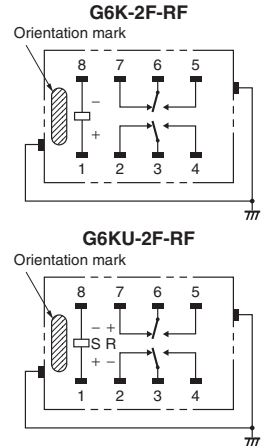 G6K-2F-RF
Orientation mark
8 7 6 5
−
+
1 2 3 4
G6KU-2F-RF
Orientation mark
8 7 6 5
− +
S R
+ −
1 2 3 4